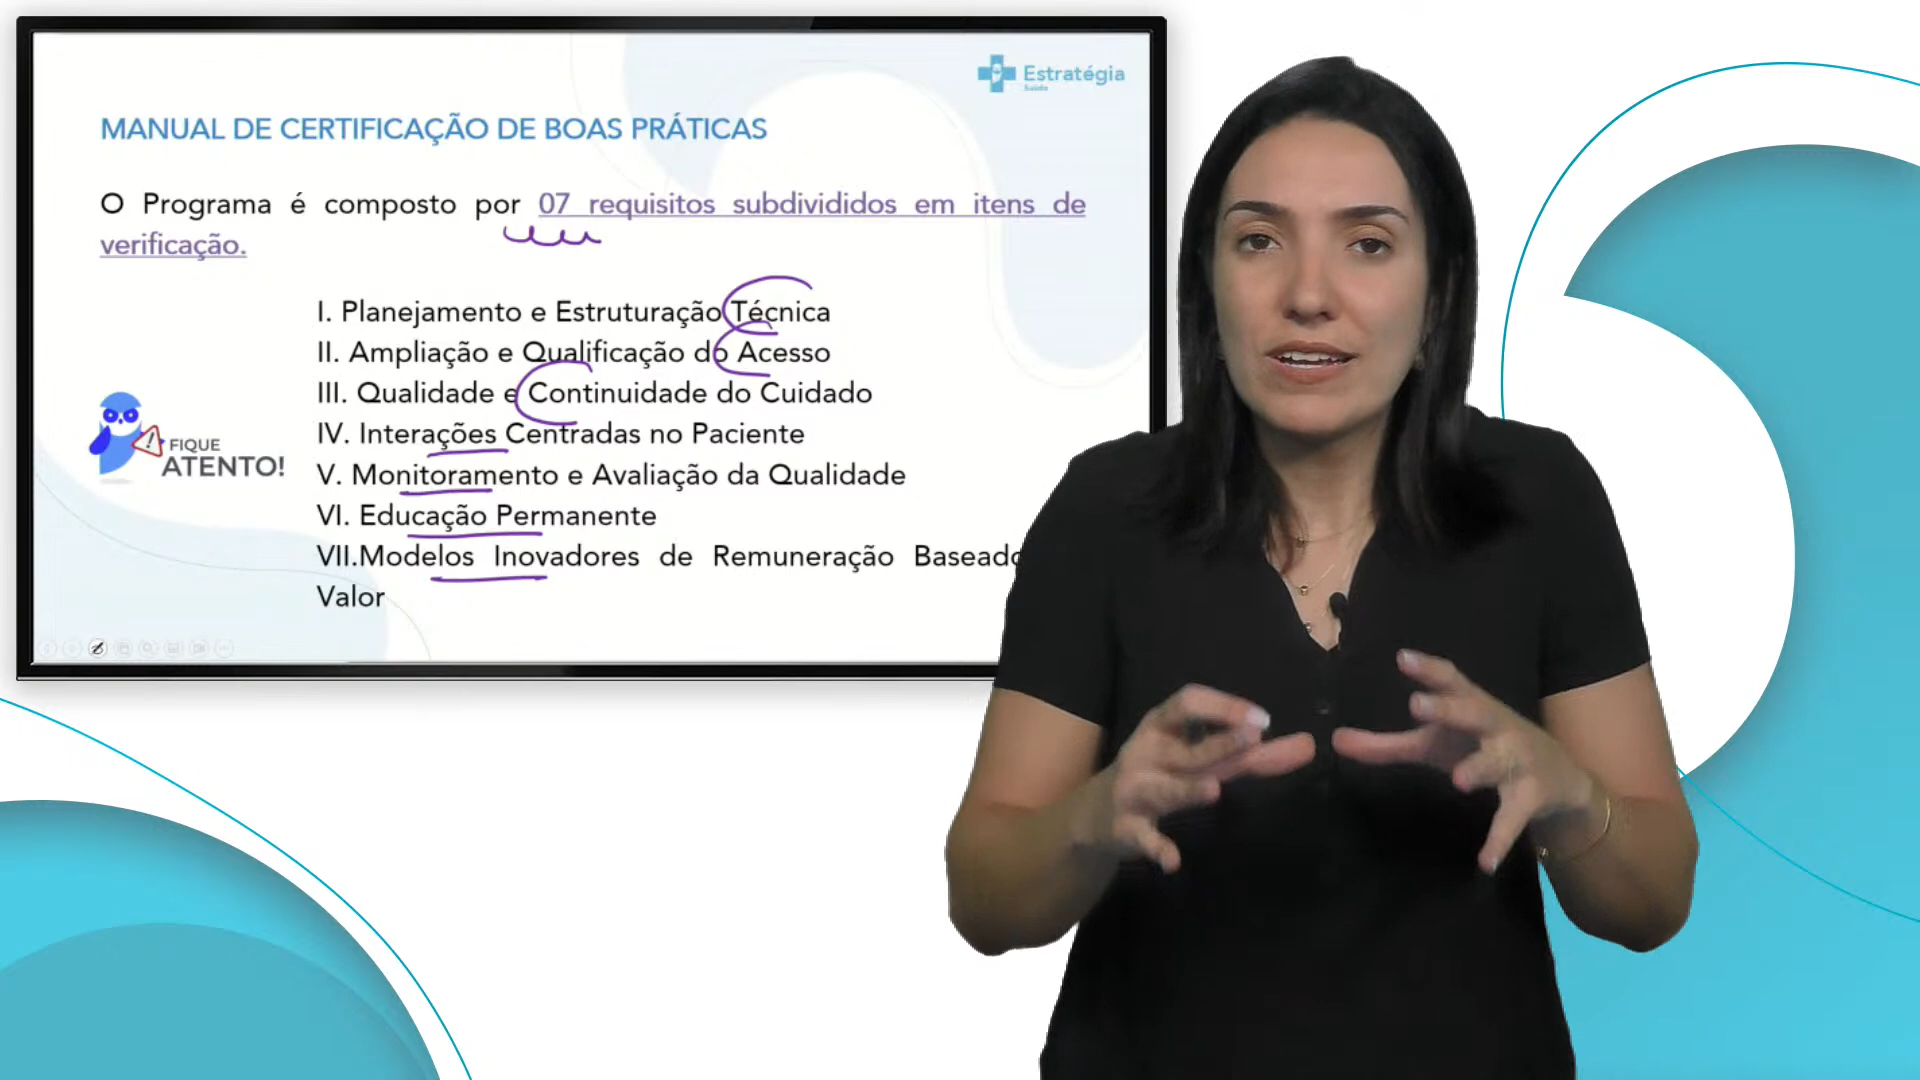 Estratégia
Saúde
MANUAL DE CERTIFICAÇÃO DE BOAS PRÁTICAS
O Programa é composto por 07 requisitos subdivididos em itens de
verificação.
I. Planejamento e Estruturação Técnica
II. Ampliação e Qualificação do Acesso
III. Qualidade e Continuidade do Cuidado
IV. Interações Centradas no Paciente
V. Monitoramento e Avaliação da Qualidade
VI. Educação Permanente
VII.Modelos Inovadores de Remuneração Baseado
Valor
FIQUE
ATENTO!